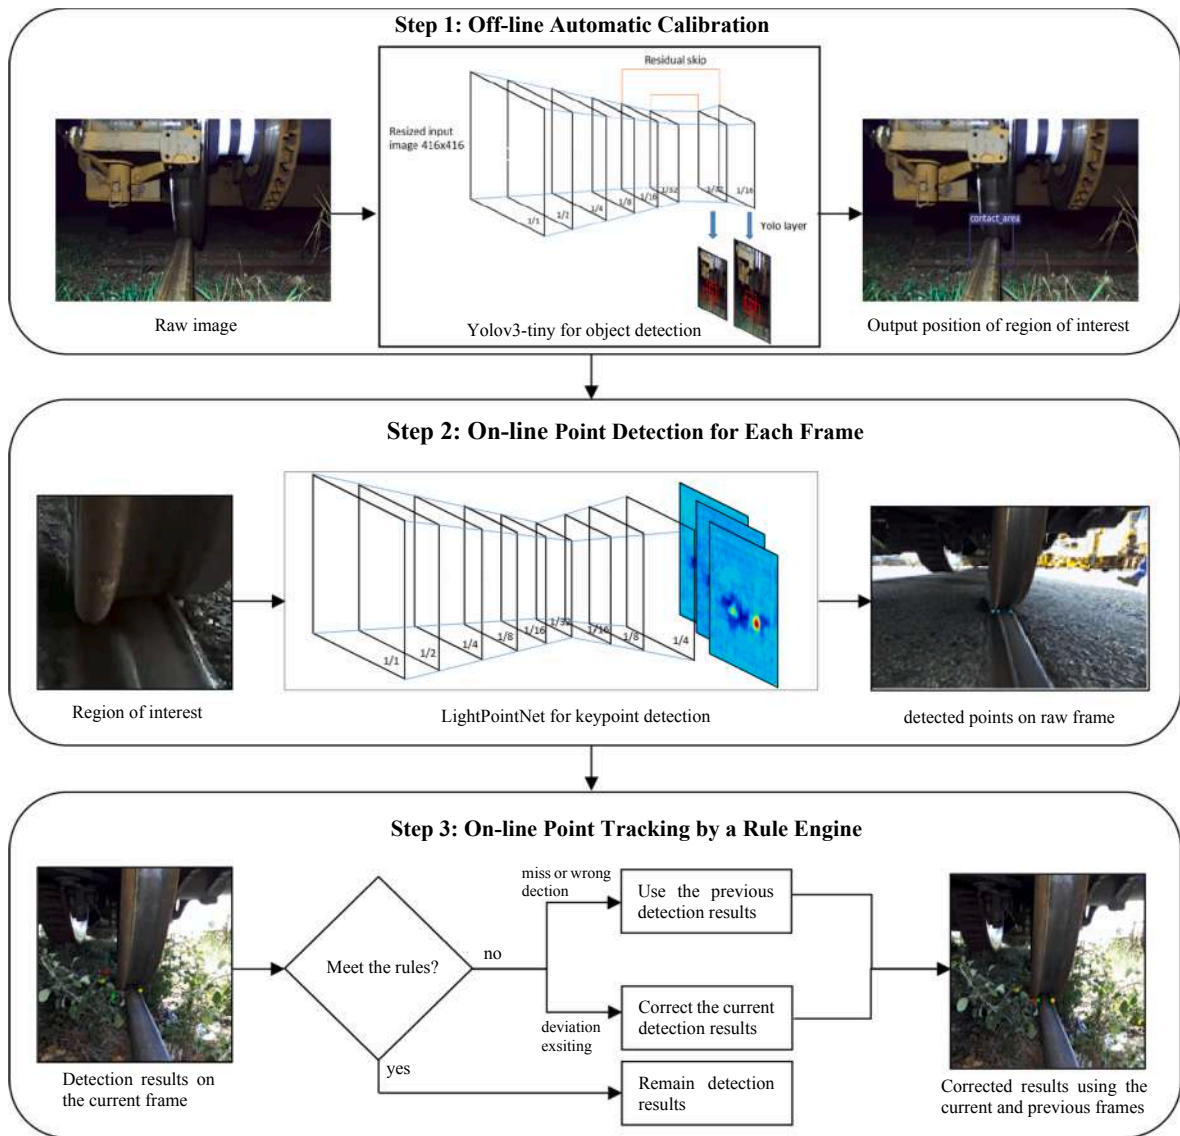 Step 1: Off-line Automatic Calibration
Residual skip
Resized input
image 416x416
1/1
1/2
1/4
1/8
1/16
1/32
1/32
1/16
Yolo layer
contact_area
Raw image
Yolov3-tiny for object detection
Output position of region of interest
Step 2: On-line Point Detection for Each Frame
1/1
1/2
1/4
1/8
1/16
1/32
1/16
1/8
1/4
Region of interest
LightPointNet for keypoint detection
detected points on raw frame
Step 3: On-line Point Tracking by a Rule Engine
miss or wrong
dection
Use the previous
detection results
Meet the rules?
no
Correct the current
detection results
deviation
exsiting
yes
Remain detection
results
Detection results on
the current frame
Corrected results using the
current and previous frames